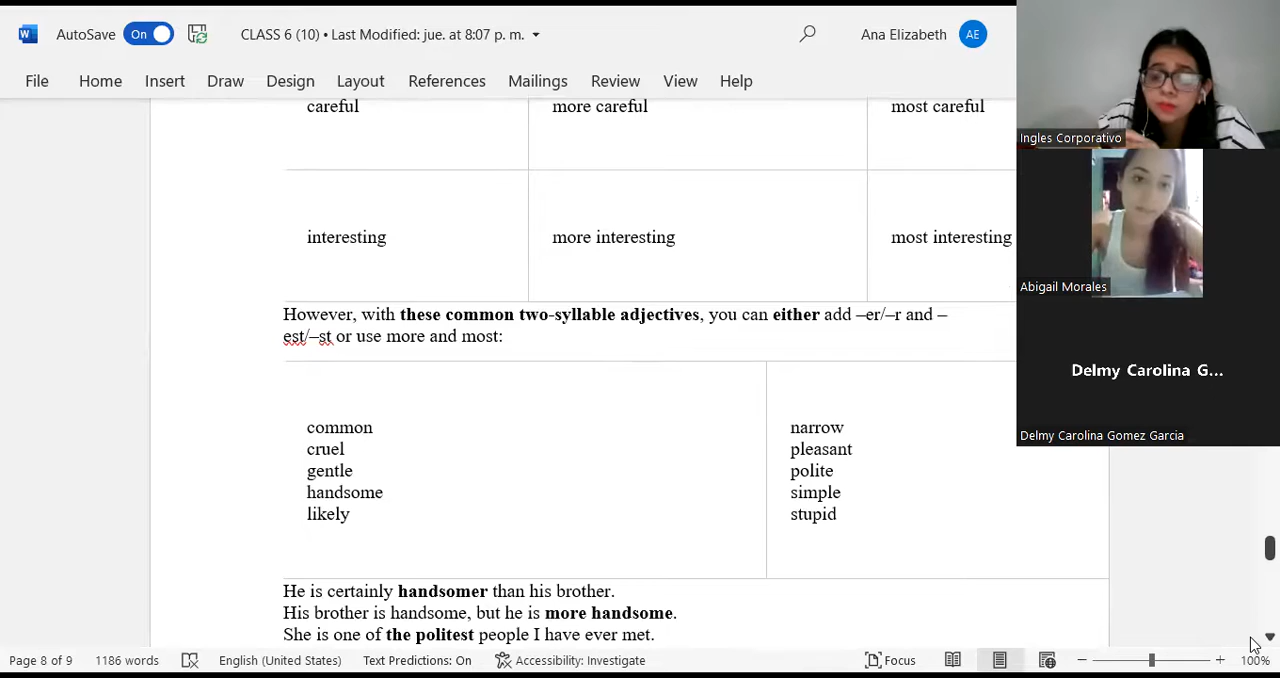 AutoSave On CLASS 6 (10) • Last Modified: jue. at 8:07 p. m. Ana Elizabeth AE
File Home Insert Draw Design Layout References Mailings Review View Help
careful more careful most careful
Ingles Corporativo
interesting more interesting most interesting
Abigail Morales
However, with these common two-syllable adjectives, you can either add –er/–r and –
est/–st or use more and most:
Delmy Carolina G...
Delmy Carolina Gomez Garcia
common narrow
cruel pleasant
gentle polite
handsome simple
likely stupid
He is certainly handsomer than his brother.
His brother is handsome, but he is more handsome.
She is one of the politest people I have ever met.
Page 8 of 9 1186 words English (United States) Text Predictions: On Accessibility: Investigate Focus 100%